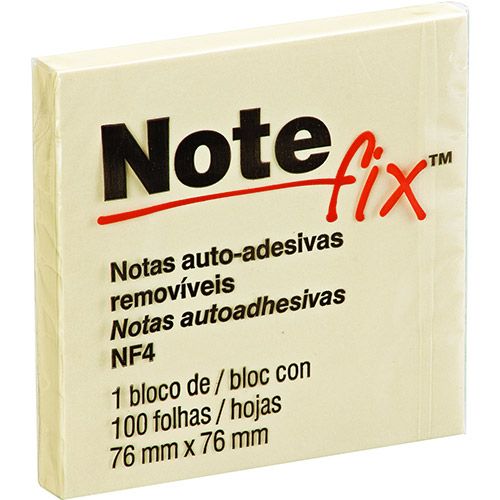 Note
fix™
Notas auto-adesivas
removíveis
Notas autoadhesivas
NF4
1 bloco de / bloc con
100 folhas / hojas
76 mm x 76 mm